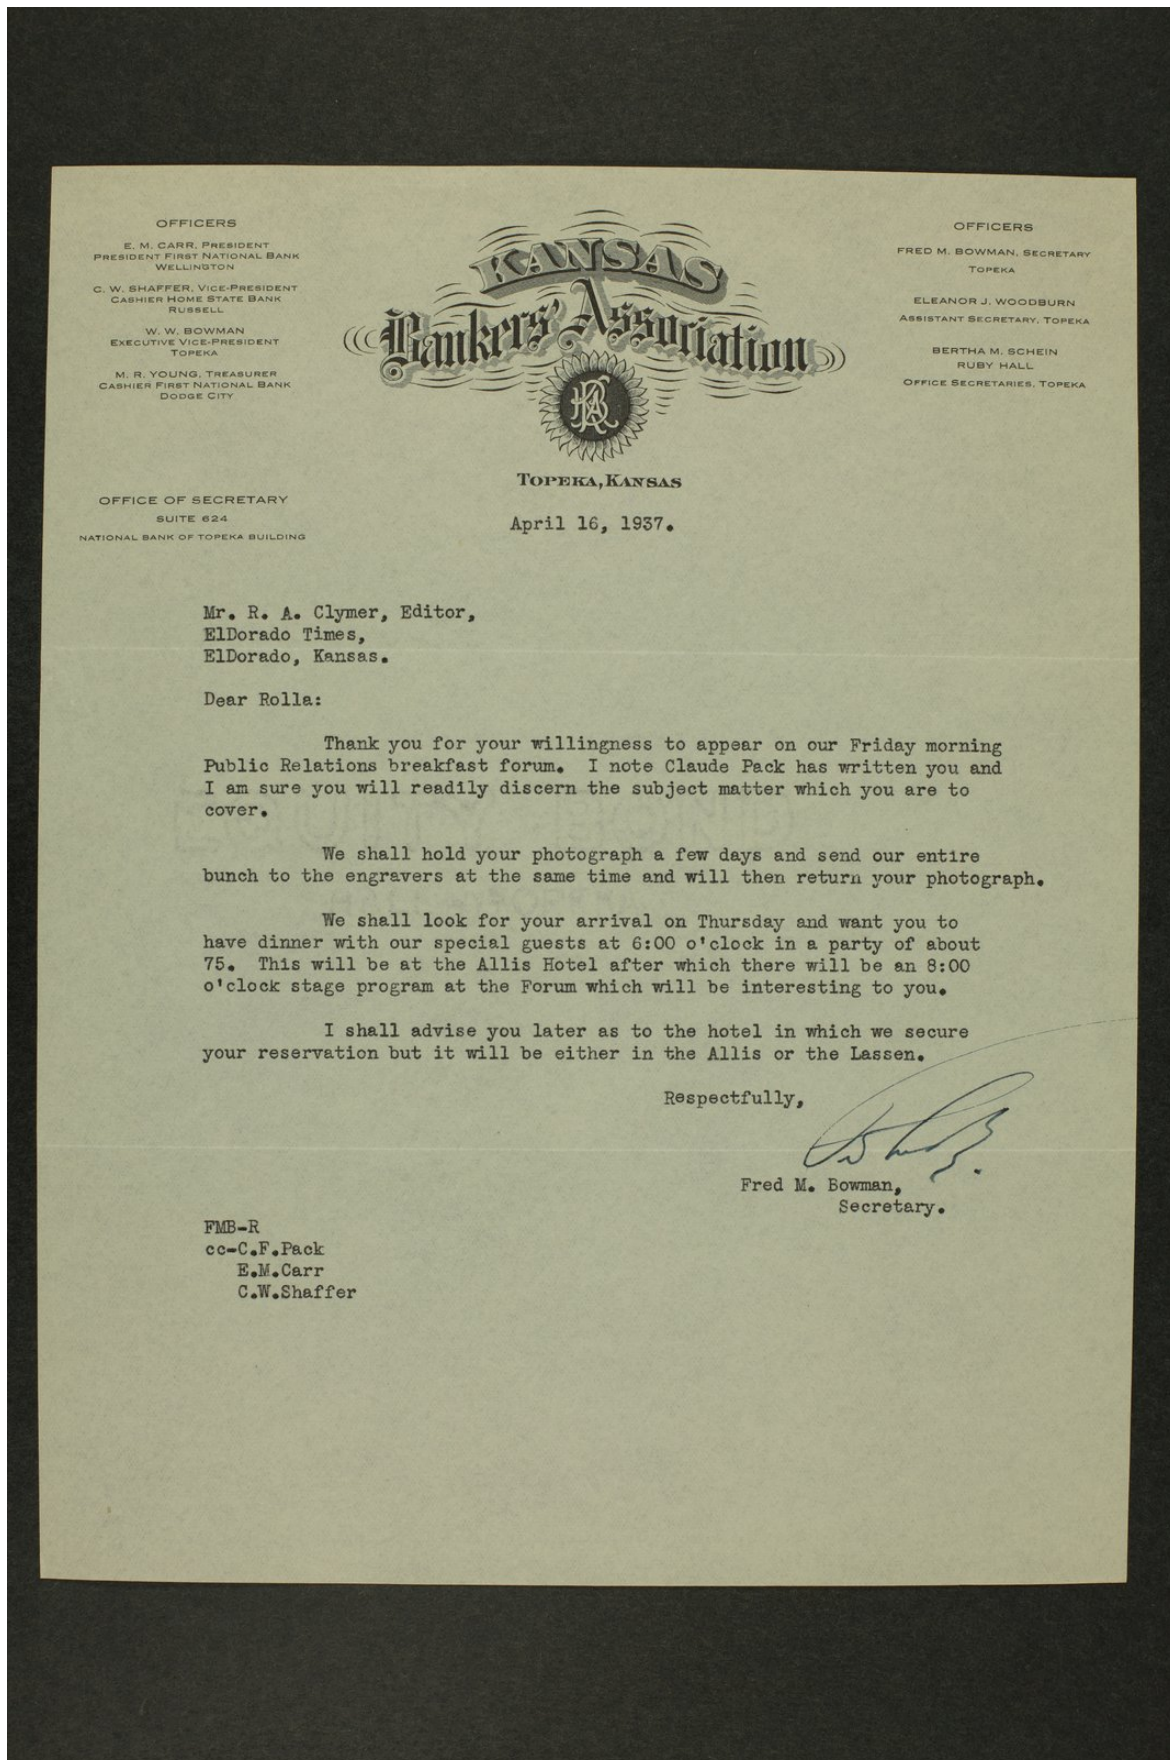 OFFICERS
E. M. CARR, PRESIDENT
PRESIDENT FIRST NATIONAL BANK
WELLINGTON
C. W. SHAFFER, VICE-PRESIDENT
CASHIER HOME STATE BANK
RUSSELL
W. W. BOWMAN
EXECUTIVE VICE-PRESIDENT
TOPEKA
M. R. YOUNG, TREASURER
CASHIER FIRST NATIONAL BANK
DODGE CITY
KANSAS
Bankers' Association
KBA
TOPEKA, KANSAS
OFFICERS
FRED M. BOWMAN, SECRETARY
TOPEKA
ELEANOR J. WOODBURN
ASSISTANT SECRETARY, TOPEKA
BERTHA M. SCHEIN
RUBY HALL
OFFICE SECRETARIES, TOPEKA
OFFICE OF SECRETARY
SUITE 624
NATIONAL BANK OF TOPEKA BUILDING
April 16, 1937.
Mr. R. A. Clymer, Editor,
ElDorado Times,
ElDorado, Kansas.
Dear Rolla:
Thank you for your willingness to appear on our Friday morning
Public Relations breakfast forum. I note Claude Pack has written you and
I am sure you will readily discern the subject matter which you are to
cover.
We shall hold your photograph a few days and send our entire
bunch to the engravers at the same time and will then return your photograph.
We shall look for your arrival on Thursday and want you to
have dinner with our special guests at 6:00 o'clock in a party of about
75. This will be at the Allis Hotel after which there will be an 8:00
o'clock stage program at the Forum which will be interesting to you.
I shall advise you later as to the hotel in which we secure
your reservation but it will be either in the Allis or the Lassen.
Respectfully,
Fred M. Bowman,
Secretary.
FMB-R
cc-C.F.Pack
E.M.Carr
C.W.Shaffer